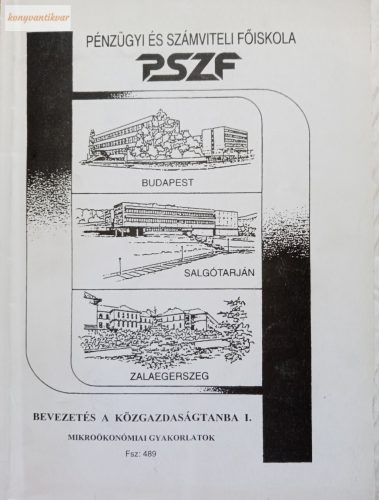 konyvantikvar
PÉNZÜGYI ÉS SZÁMVITELI FŐISKOLA
PSZF
BUDAPEST
SALGÓTARJÁN
ZALAEGERSZEG
BEVEZETÉS A KÖZGAZDASÁGTANBA I.
MIKROÖKONÓMIAI GYAKORLATOK
Fsz: 489